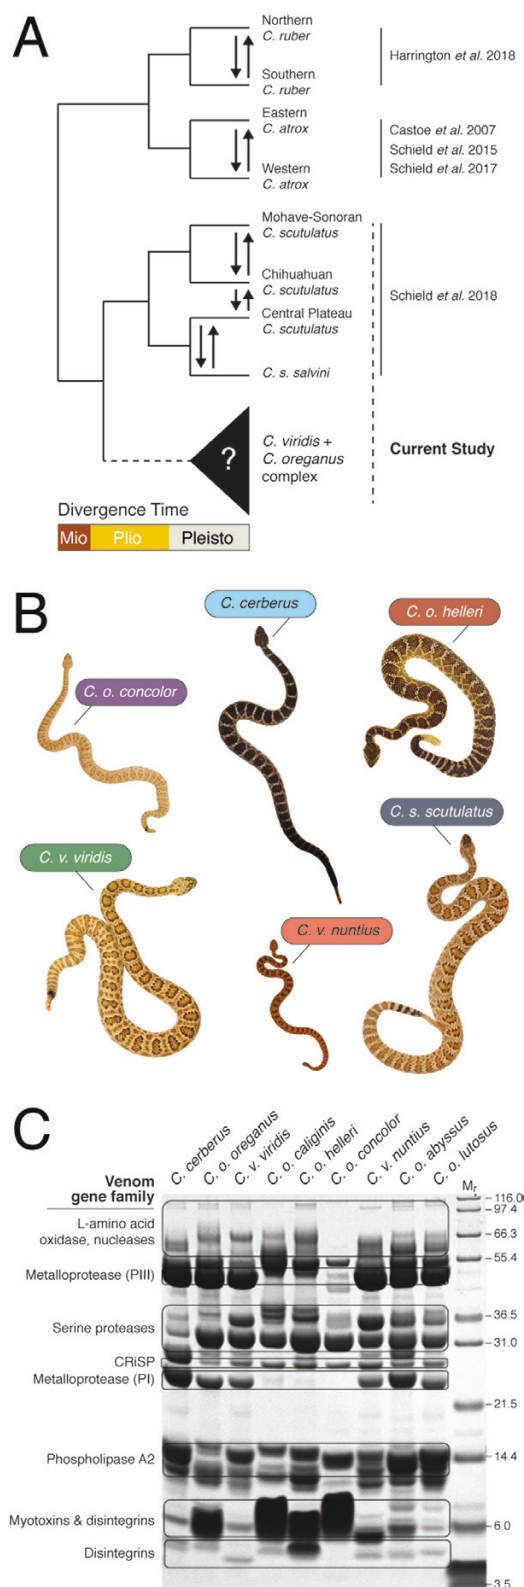 A
Northern
C. ruber
Southern
C. ruber
Harrington et al. 2018
Eastern
C. atrox
Western
C. atrox
Castoe et al. 2007
Schield et al. 2015
Schield et al. 2017
Mohave-Sonoran
C. scutulatus
Chihuahuan
C. scutulatus
Central Plateau
C. scutulatus
C. s. salvini
Schield et al. 2018
?
C. viridis +
C. oreganus
complex
Current Study
Divergence Time
Mio Plio Pleisto
B
C. cerberus
C. o. helleri
C. o. concolor
C. s. scutulatus
C. v. viridis
C. v. nuntius
C
C. cerberus
C. o. oreganus
C. v. viridis
C. o. caliginis
C. o. helleri
C. o. concolor
C. v. nuntius
C. o. abyssus
C. o. lutosus
Venom
gene family
Mr
L-amino acid
oxidase, nucleases
Metalloprotease (PIII)
Serine proteases
CRiSP
Metalloprotease (PI)
Phospholipase A2
Myotoxins & disintegrins
Disintegrins
116.0
97.4
66.3
55.4
36.5
31.0
21.5
14.4
6.0
3.5